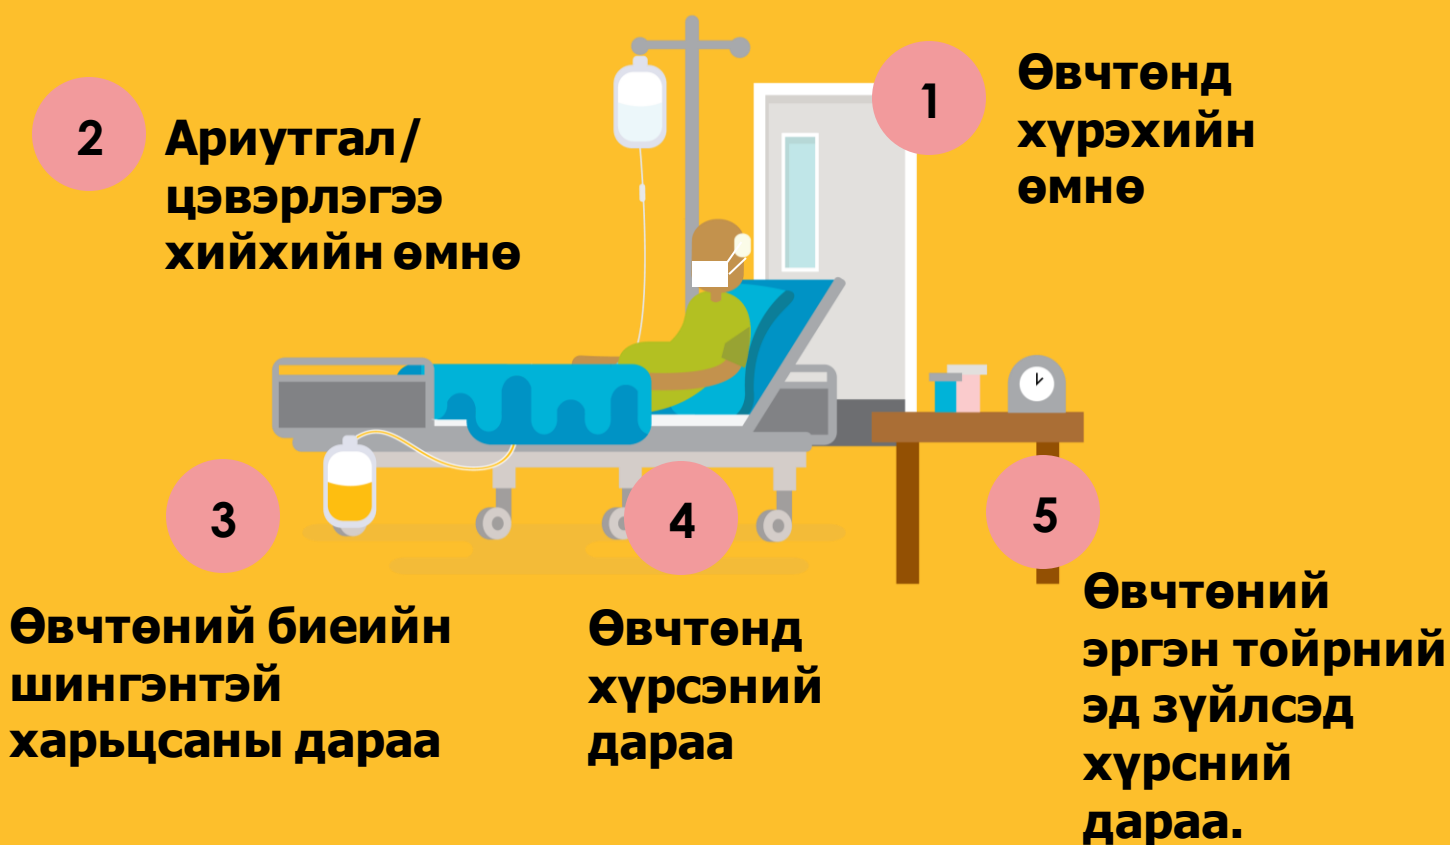 1
Өвчтөнд
хүрэхийн
өмнө
2
Ариутгал/
цэвэрлэгээ
хийхийн өмнө
3
Өвчтөний биеийн
шингэнтэй
харьцсаны дараа
4
Өвчтөнд
хүрсэний
дараа
5
Өвчтөний
эргэн тойрний
эд зүйлсэд
хүрсний
дараа.